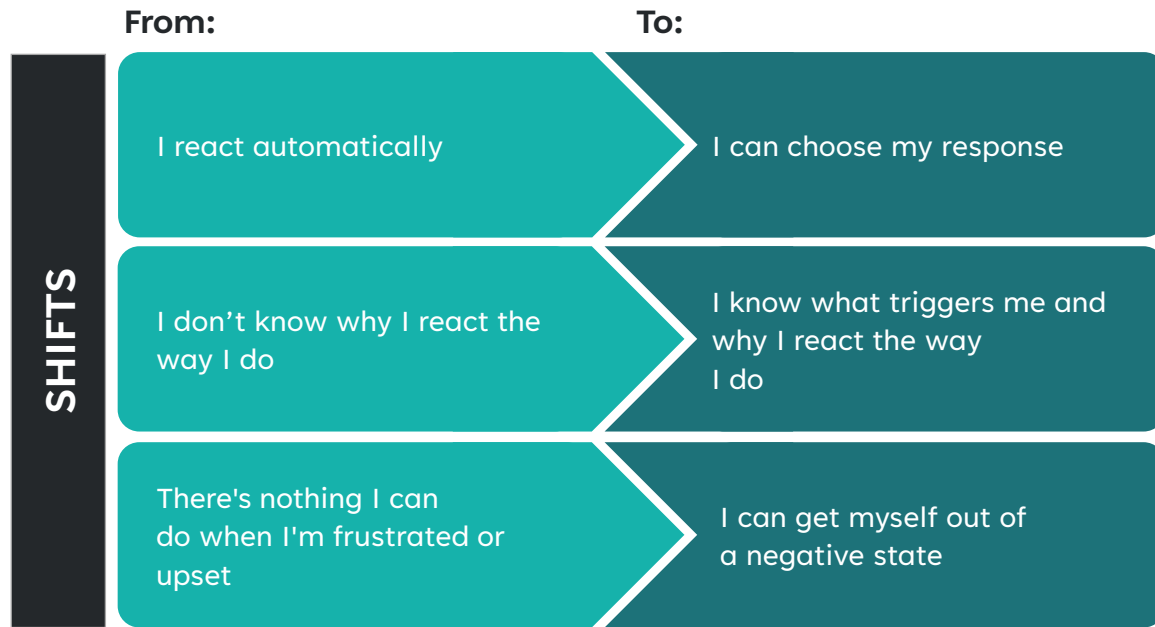 From:
To:
SHIFTS
I react automatically
I can choose my response
I don’t know why I react the
way I do
I know what triggers me and
why I react the way
I do
There's nothing I can
do when I'm frustrated or
upset
I can get myself out of
a negative state